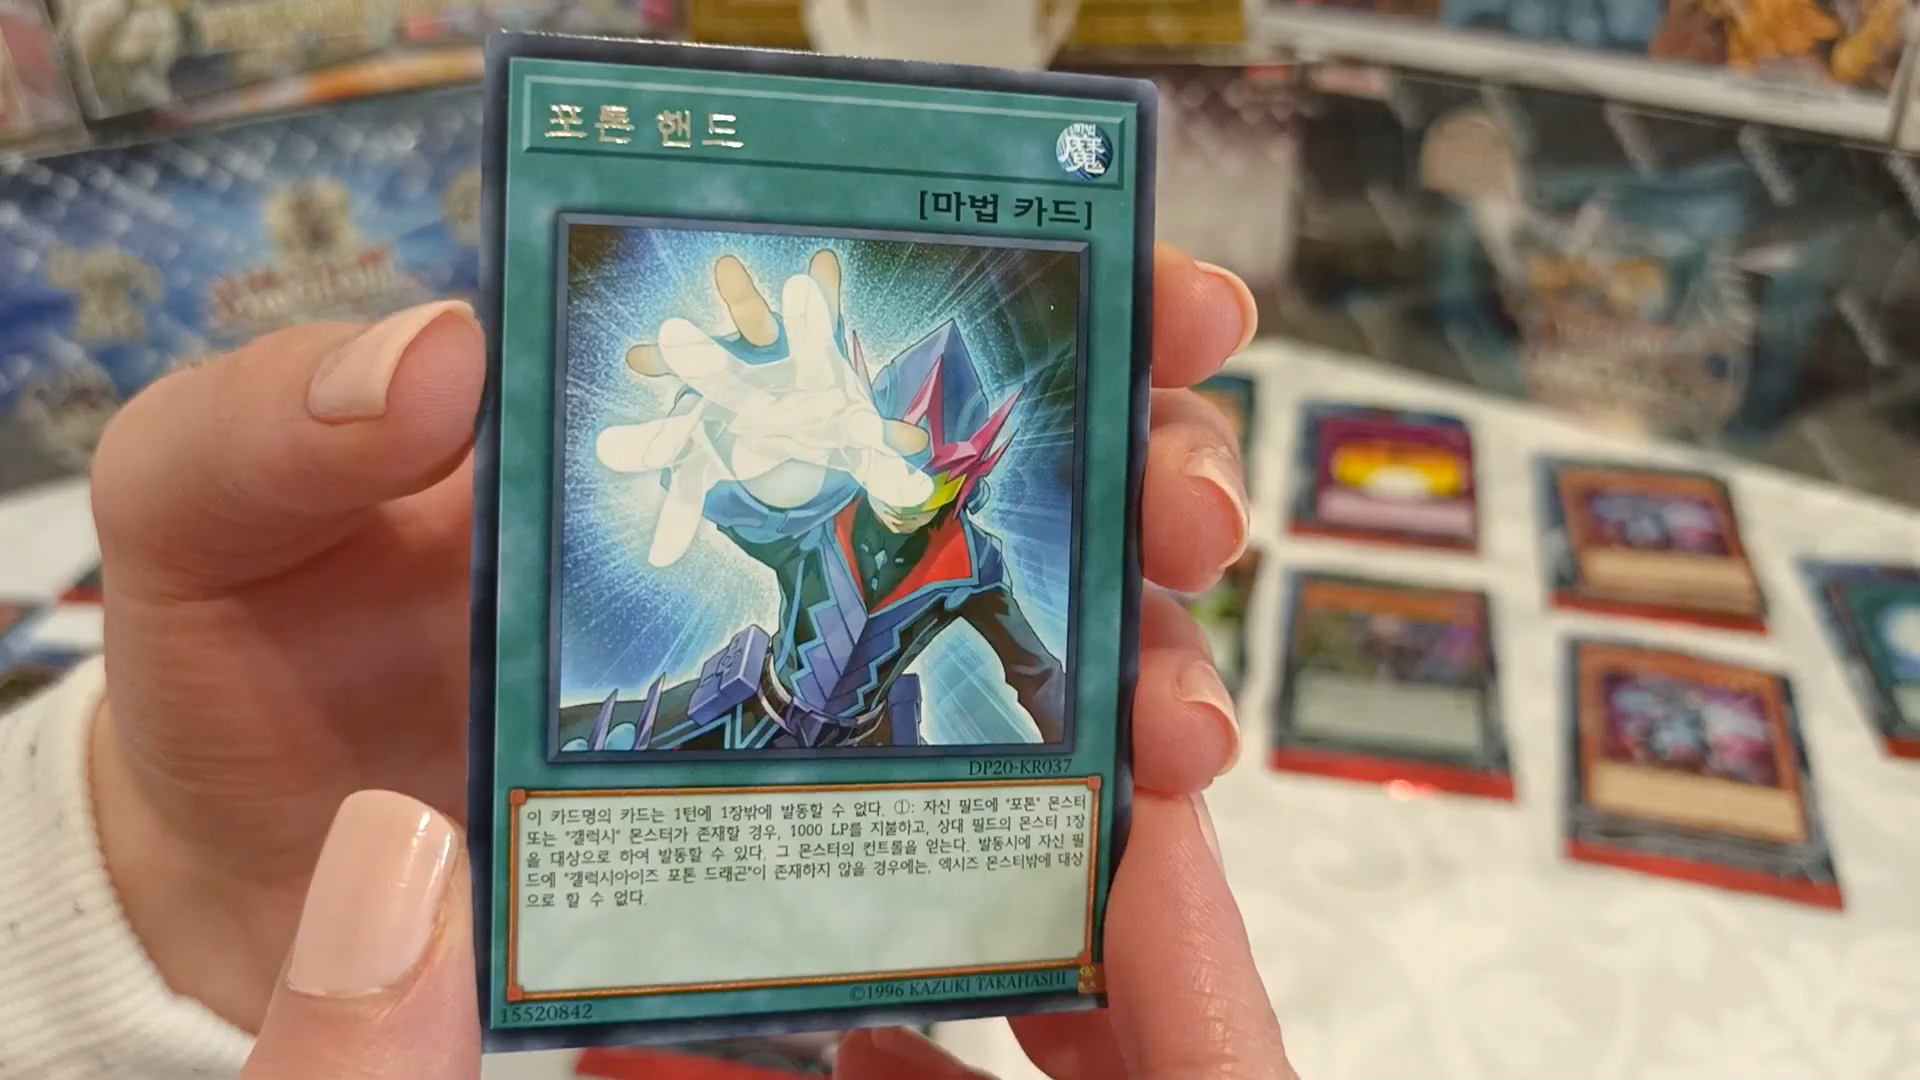 포톤 핸드
마법
魔
[마법 카드]
DP20-KR037
이 카드명의 카드는 1턴에 1장밖에 발동할 수 없다. ①: 자신 필드에 "포톤" 몬스터
또는 "갤럭시" 몬스터가 존재할 경우, 1000 LP를 지불하고, 상대 필드의 몬스터 1장
을 대상으로 하여 발동할 수 있다. 그 몬스터의 컨트롤을 얻는다. 발동시에 자신 필
드에 "갤럭시아이즈 포톤 드래곤"이 존재하지 않을 경우에는, 엑시즈 몬스터밖에 대상
으로 할 수 없다.
15520842
©1996 KAZUKI TAKAHASHI